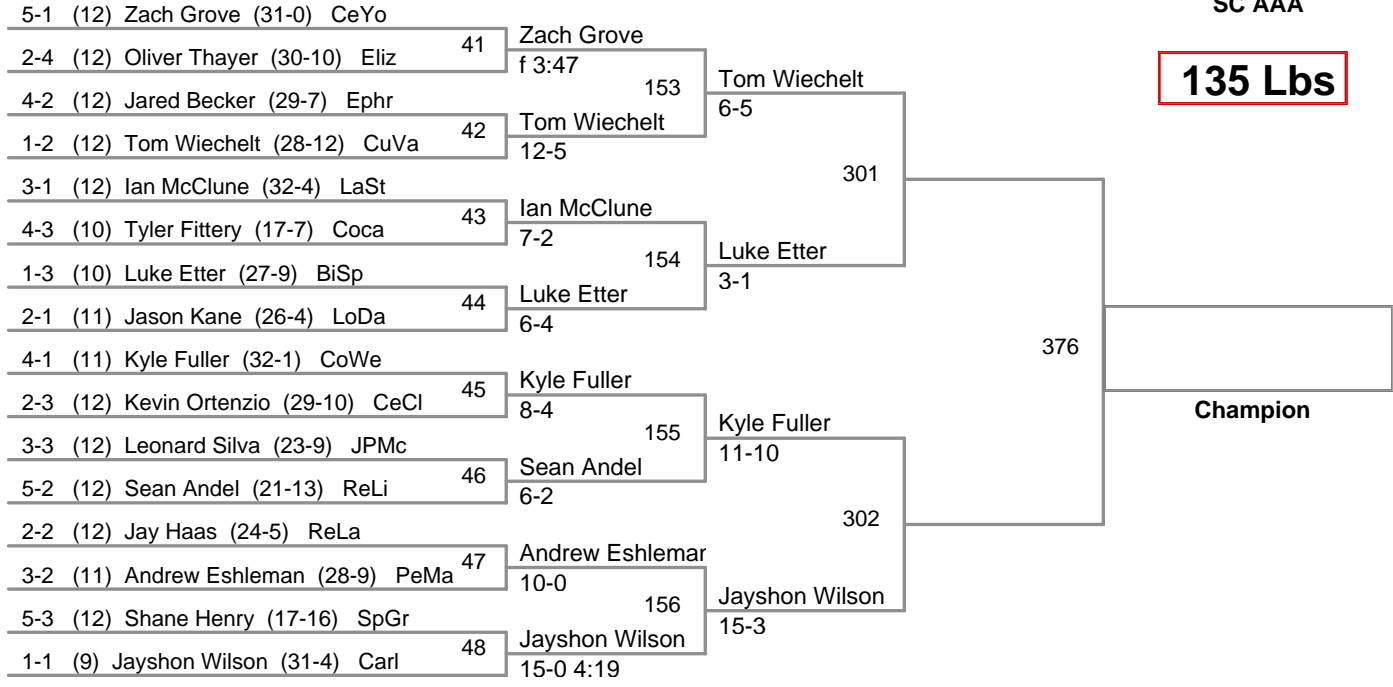 SC AAA
135 Lbs
5-1 (12) Zach Grove (31-0) CeYo
2-4 (12) Oliver Thayer (30-10) Eliz
4-2 (12) Jared Becker (29-7) Ephr
1-2 (12) Tom Wiechelt (28-12) CuVa
3-1 (12) Ian McClune (32-4) LaSt
4-3 (10) Tyler Fittery (17-7) Coca
1-3 (10) Luke Etter (27-9) BiSp
2-1 (11) Jason Kane (26-4) LoDa
4-1 (11) Kyle Fuller (32-1) CoWe
2-3 (12) Kevin Ortenzio (29-10) CeCl
3-3 (12) Leonard Silva (23-9) JPMc
5-2 (12) Sean Andel (21-13) ReLi
2-2 (12) Jay Haas (24-5) ReLa
3-2 (11) Andrew Eshleman (28-9) PeMa
5-3 (12) Shane Henry (17-16) SpGr
1-1 (9) Jayshon Wilson (31-4) Carl
41
42
43
44
45
46
47
48
Zach Grove
f 3:47
Tom Wiechelt
12-5
Ian McClune
7-2
Luke Etter
6-4
Kyle Fuller
8-4
Sean Andel
6-2
Andrew Eshleman
10-0
Jayshon Wilson
15-0 4:19
153
154
155
156
Tom Wiechelt
6-5
Luke Etter
3-1
Kyle Fuller
11-10
Jayshon Wilson
15-3
301
302
376
Champion